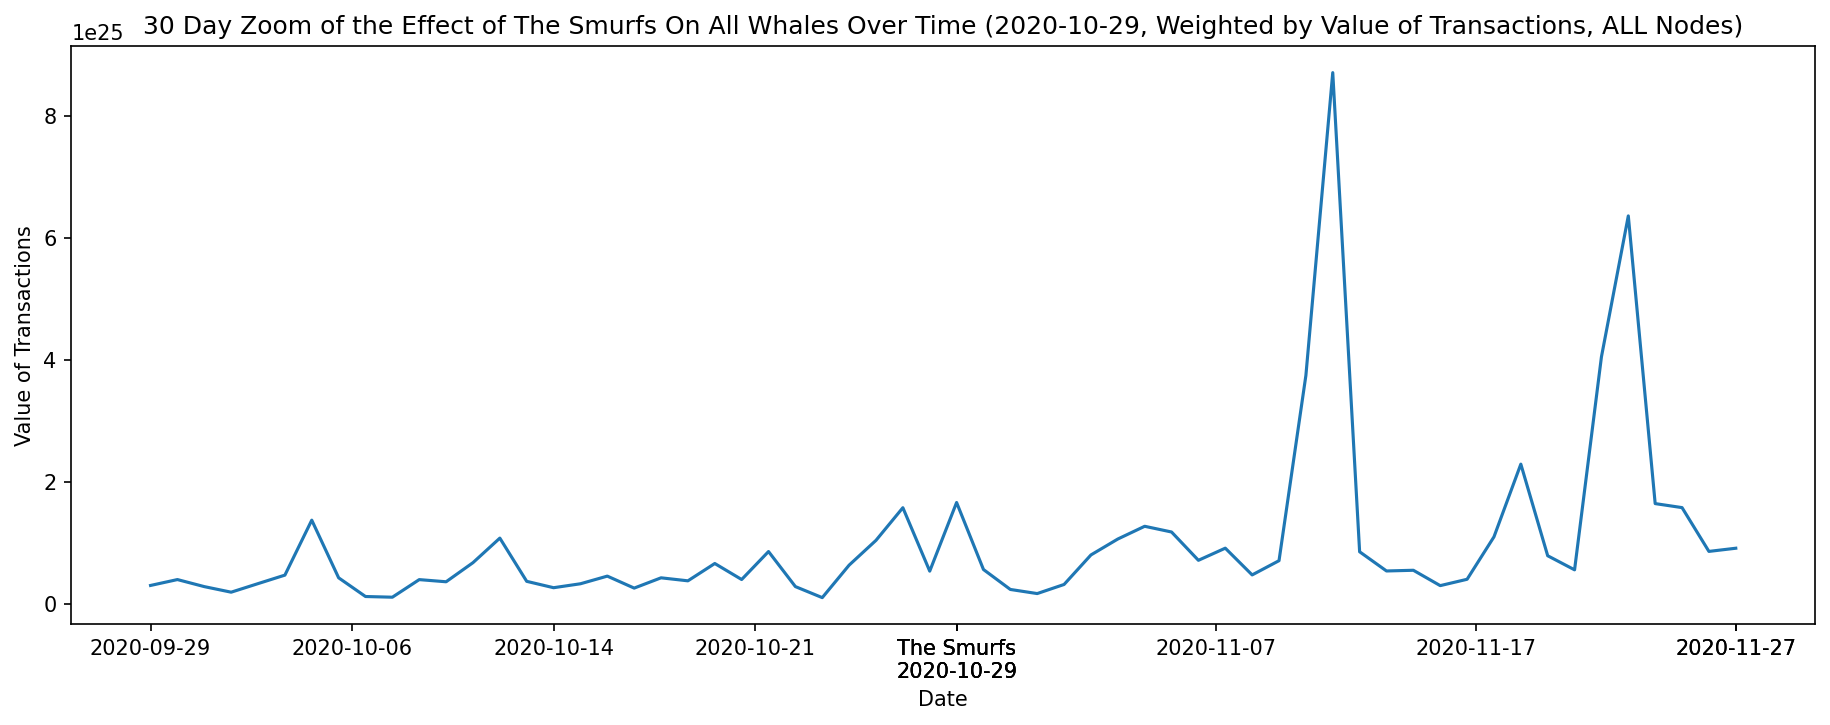 30 Day Zoom of the Effect of The Smurfs On All Whales Over Time (2020-10-29, Weighted by Value of Transactions, ALL Nodes)
1e25
8
6
4
2
0
Value of Transactions
2020-09-29 2020-10-06 2020-10-14 2020-10-21 The Smurfs 2020-11-07 2020-11-17 2020-11-27
2020-10-29
Date